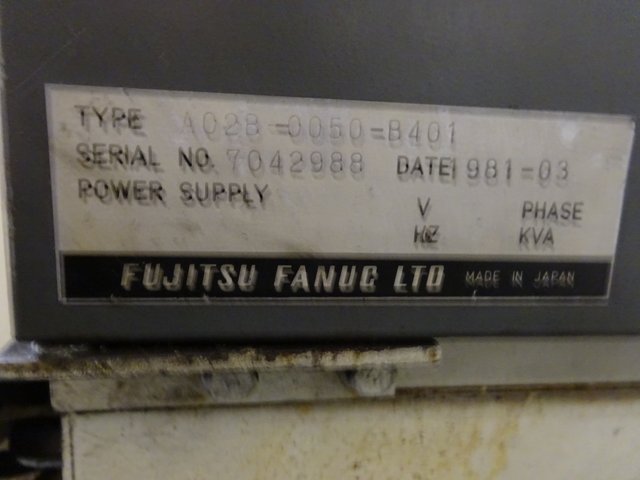 TYPE A02B-0050-B401
SERIAL NO. 7042988 DATE 1981-03
POWER SUPPLY
V PHASE
HZ KVA
FUJITSU FANUC LTD MADE IN JAPAN